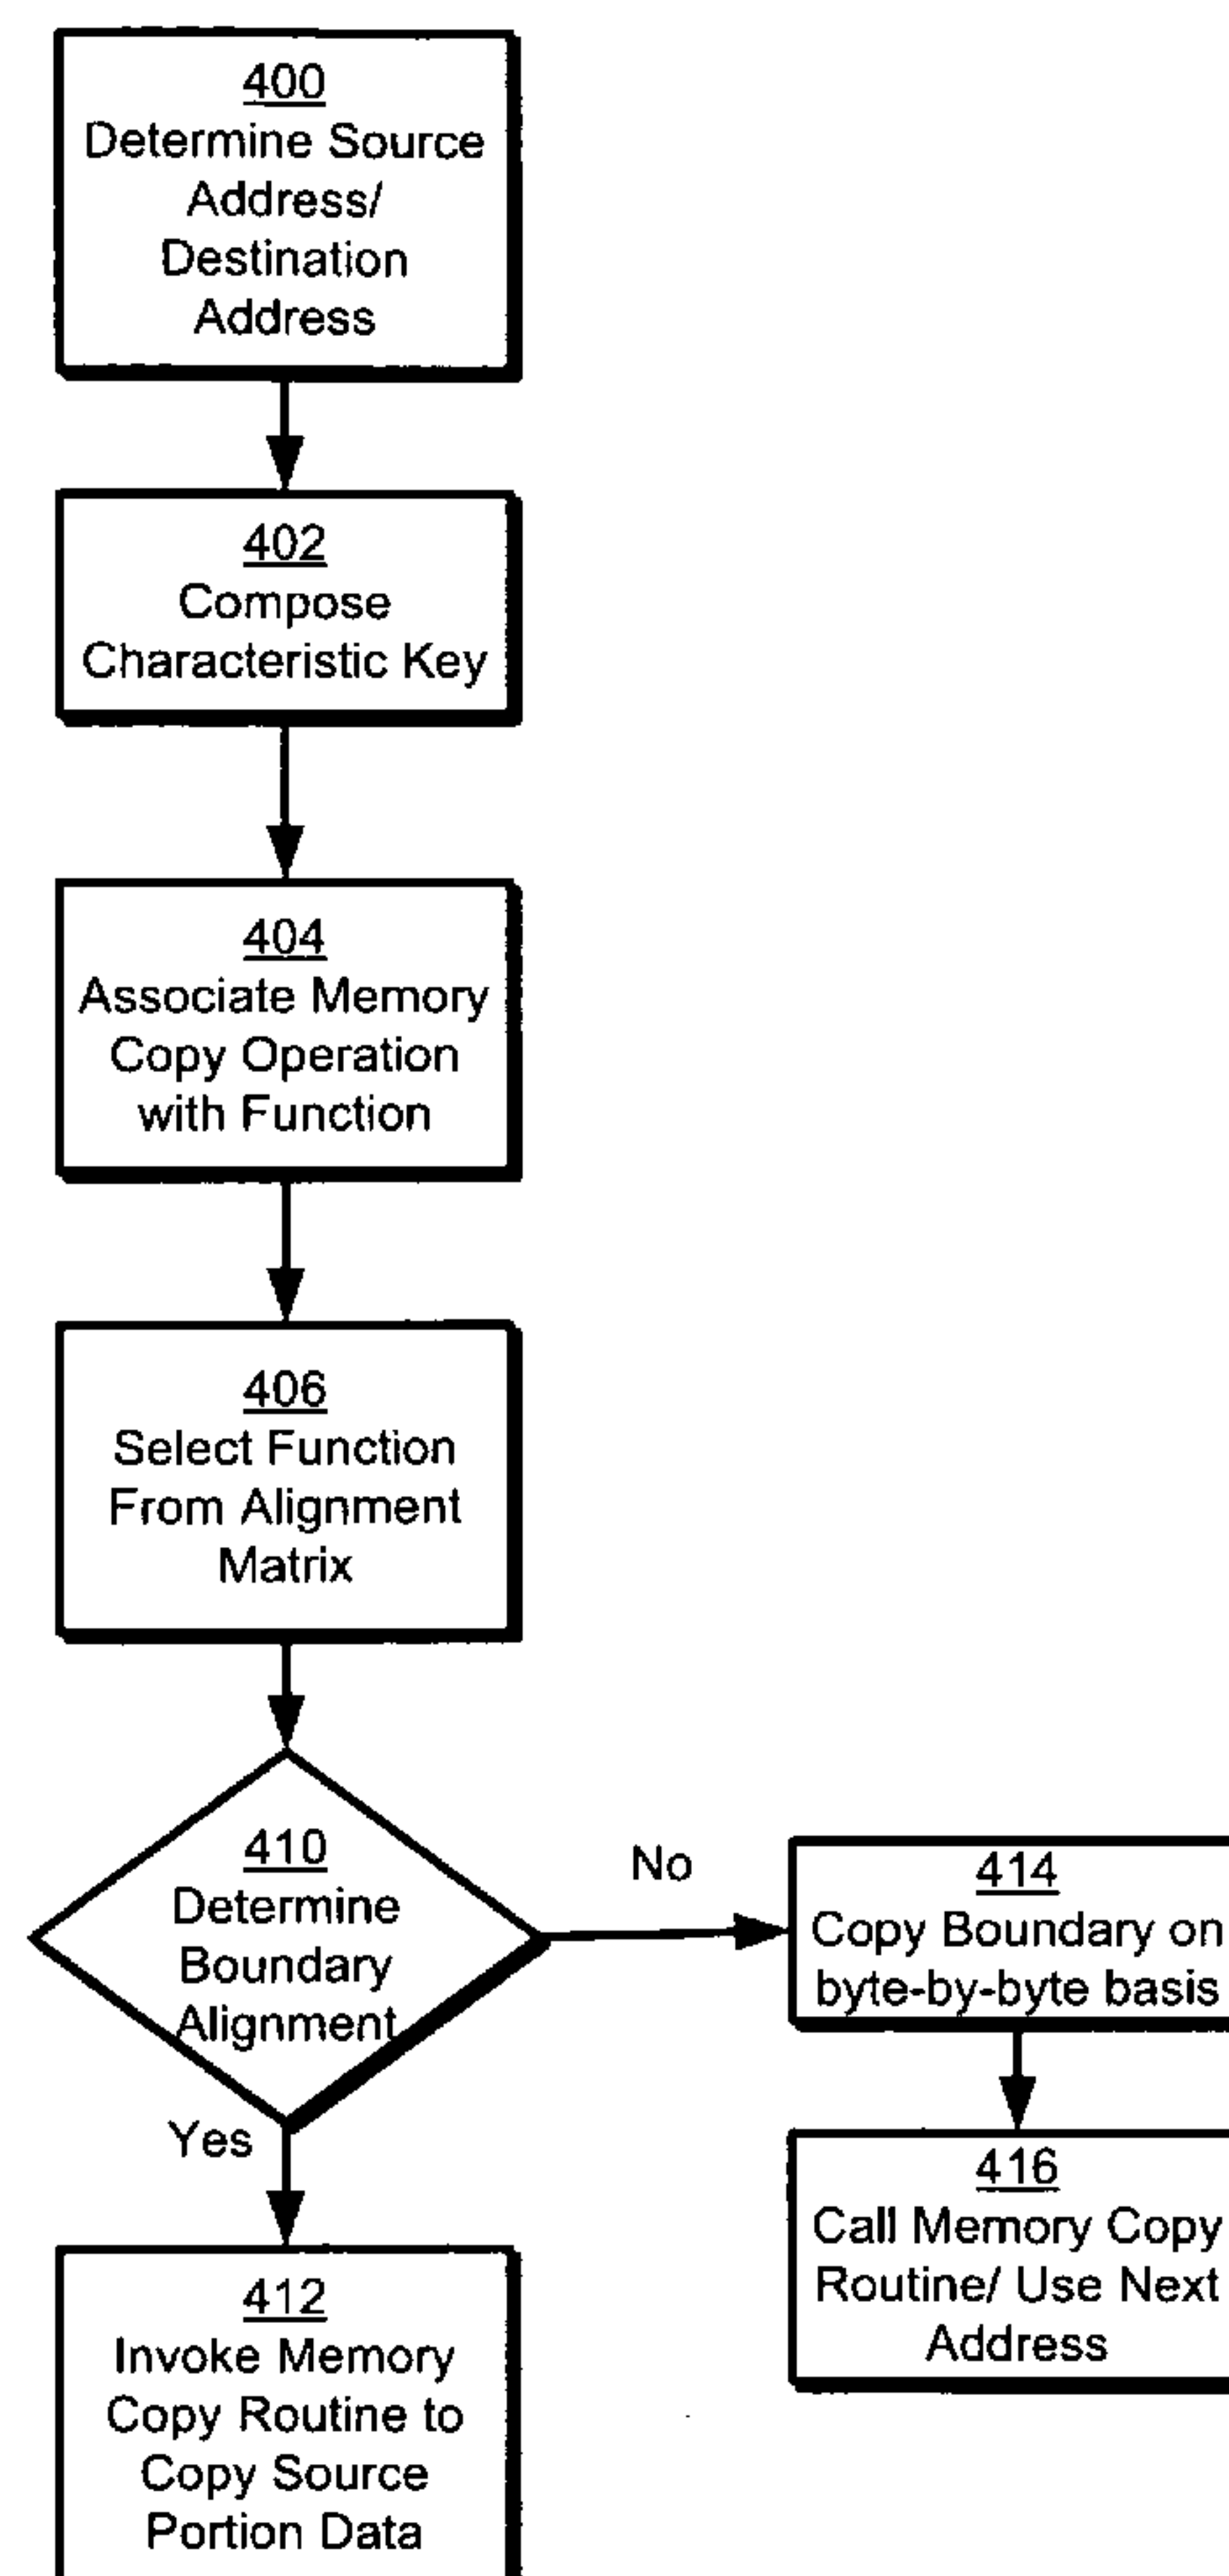 400
Determine Source
Address/
Destination
Address
402
Compose
Characteristic Key
404
Associate Memory
Copy Operation
with Function
406
Select Function
From Alignment
Matrix
410
Determine
Boundary
Alignment
No
414
Copy Boundary on
byte-by-byte basis
Yes
416
Call Memory Copy
Routine/ Use Next
Address
412
Invoke Memory
Copy Routine to
Copy Source
Portion Data